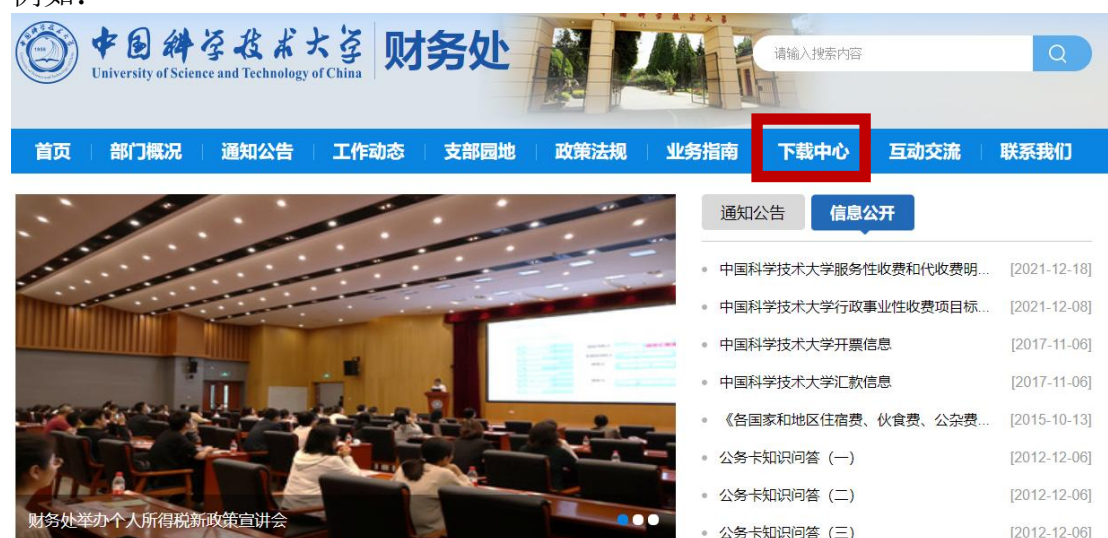 例如：
中国科学技术大学 财务处
University of Science and Technology of China
请输入搜索内容
首页 部门概况 通知公告 工作动态 支部园地 政策法规 业务指南 下载中心 互动交流 联系我们
通知公告 信息公开
中国科学技术大学服务性收费和代收费明... [2021-12-18]
中国科学技术大学行政事业性收费项目标... [2021-12-08]
中国科学技术大学开票信息 [2017-11-06]
中国科学技术大学汇款信息 [2017-11-06]
《各国家和地区住宿费、伙食费、公杂费... [2015-10-13]
公务卡知识问答（一） [2012-12-06]
公务卡知识问答（二） [2012-12-06]
公务卡知识问答（三） [2012-12-06]
财务处举办个人所得税新政策宣讲会